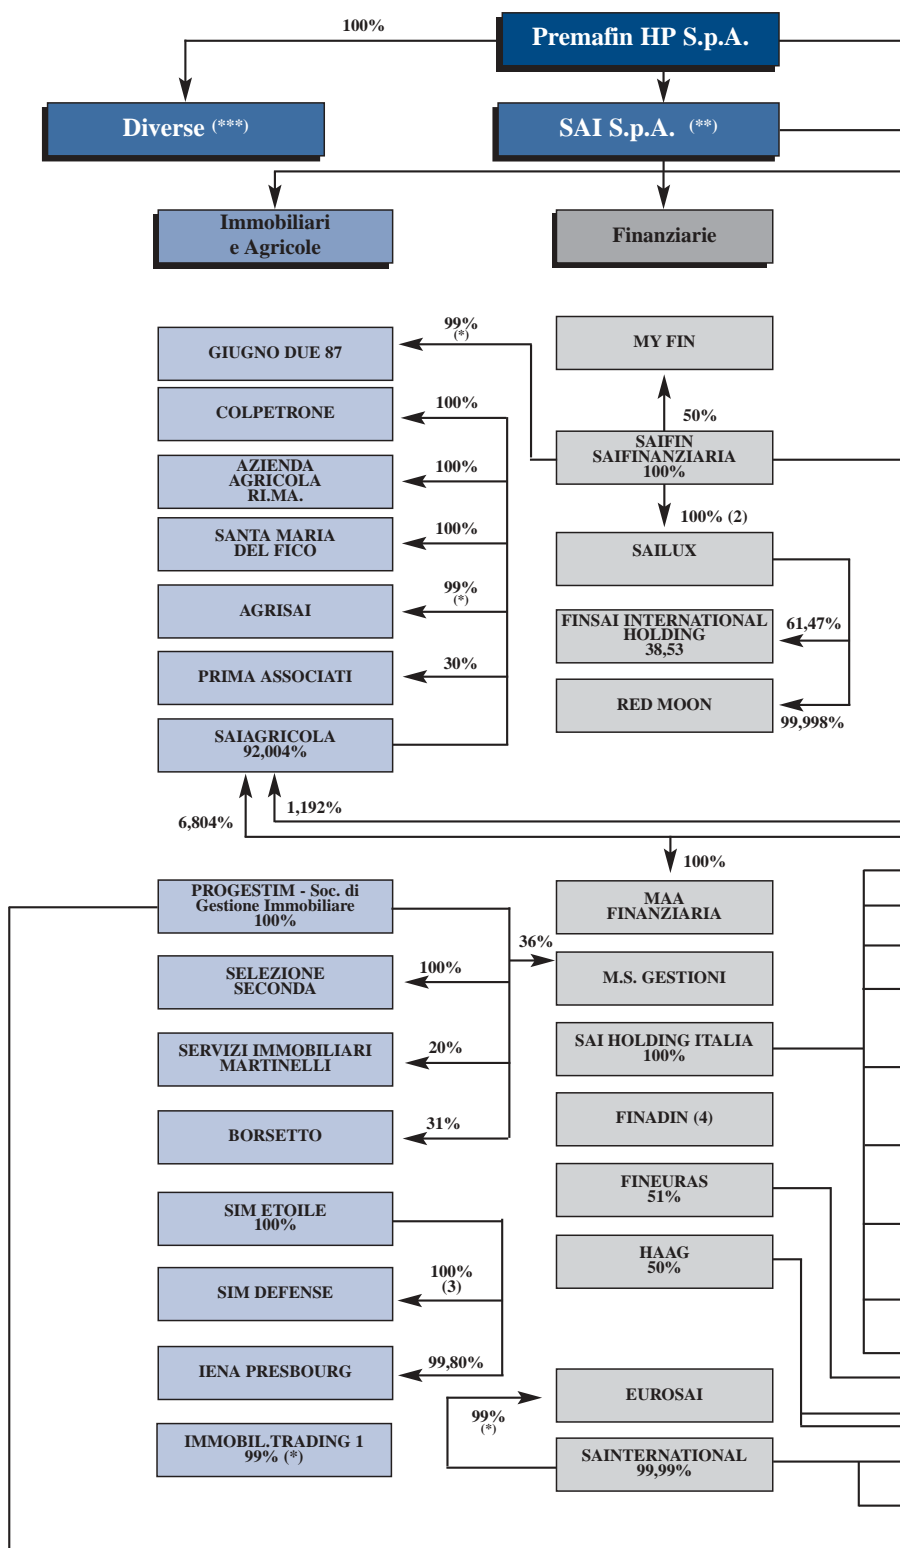 100%
Premafin HP S.p.A.
Diverse (***)
SAI S.p.A. (**)
Immobiliari
e Agricole
Finanziarie
GIUGNO DUE 87
99%
(*)
MY FIN
COLPETRONE
100%
50%
SAIFIN
SAIFINANZIARIA
100%
AZIENDA
AGRICOLA
RI.MA.
100%
100% (2)
SANTA MARIA
DEL FICO
100%
SAILUX
AGRISAI
99%
(*)
FINSAI INTERNATIONAL
HOLDING
38,53
61,47%
PRIMA ASSOCIATI
30%
RED MOON
99,998%
SAIAGRICOLA
92,004%
6,804%
1,192%
100%
PROGESTIM - Soc. di
Gestione Immobiliare
100%
MAA
FINANZIARIA
36%
SELEZIONE
SECONDA
100%
M.S. GESTIONI
SERVIZI IMMOBILIARI
MARTINELLI
20%
SAI HOLDING ITALIA
100%
BORSETTO
31%
FINADIN (4)
SIM ETOILE
100%
FINEURAS
51%
SIM DEFENSE
100%
(3)
HAAG
50%
IENA PRESBOURG
99,80%
EUROSAI
99%
(*)
IMMOBIL.TRADING 1
99% (*)
SAINTERNATIONAL
99,99%